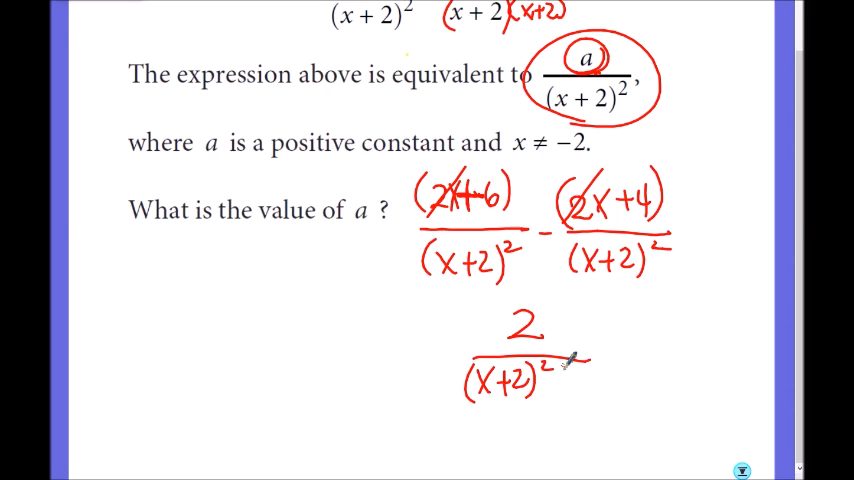 (x + 2)² (x + 2)(x+2)
The expression above is equivalent to a/(x + 2)²,
where a is a positive constant and x ≠ −2.
What is the value of a ?
(2x+6)/(x+2)² − (2x+4)/(x+2)²
2/(x+2)²